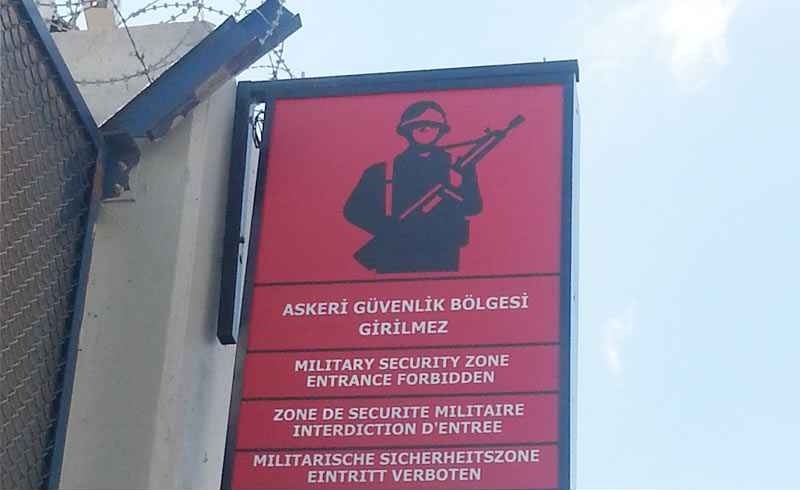 ASKERİ GÜVENLİK BÖLGESİ
GİRİLMEZ
MILITARY SECURITY ZONE
ENTRANCE FORBIDDEN
ZONE DE SECURITE MILITAIRE
INTERDICTION D'ENTREE
MILITARISCHE SICHERHEITSZONE
EINTRITT VERBOTEN